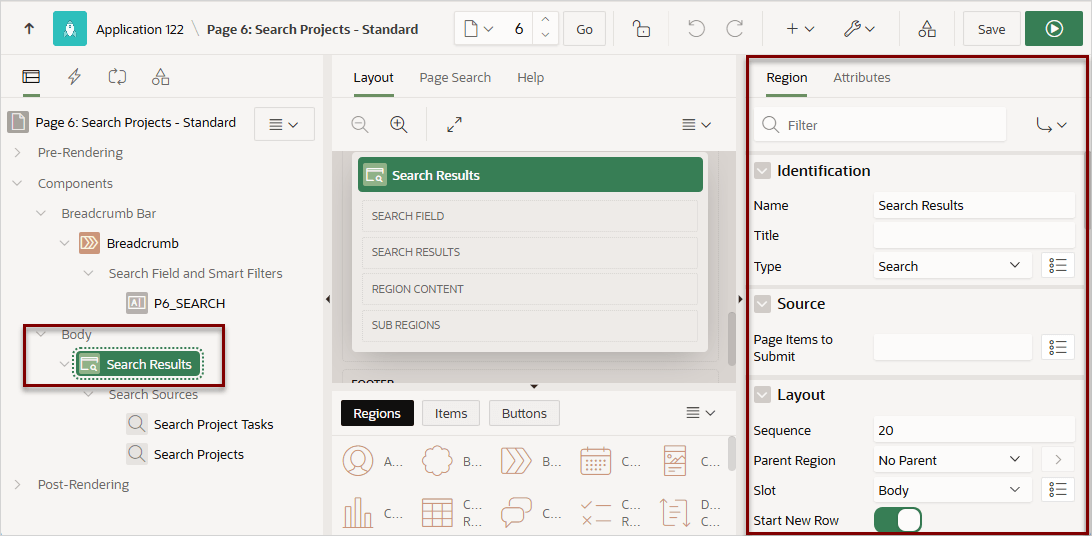 Application 122 \ Page 6: Search Projects - Standard
6
Go
Save
Layout
Page Search
Help
Region
Attributes
Page 6: Search Projects - Standard
Pre-Rendering
Components
Breadcrumb Bar
Breadcrumb
Search Field and Smart Filters
P6_SEARCH
Body
Search Results
Search Sources
Search Project Tasks
Search Projects
Post-Rendering
Search Results
SEARCH FIELD
SEARCH RESULTS
REGION CONTENT
SUB REGIONS
FOOTER
Regions
Items
Buttons
A...
B...
B...
C...
C...
C...
C...
R...
C...
C...
R...
D...
C...
Filter
Identification
Name
Search Results
Title
Type
Search
Source
Page Items to
Submit
Layout
Sequence
20
Parent Region
No Parent
Slot
Body
Start New Row